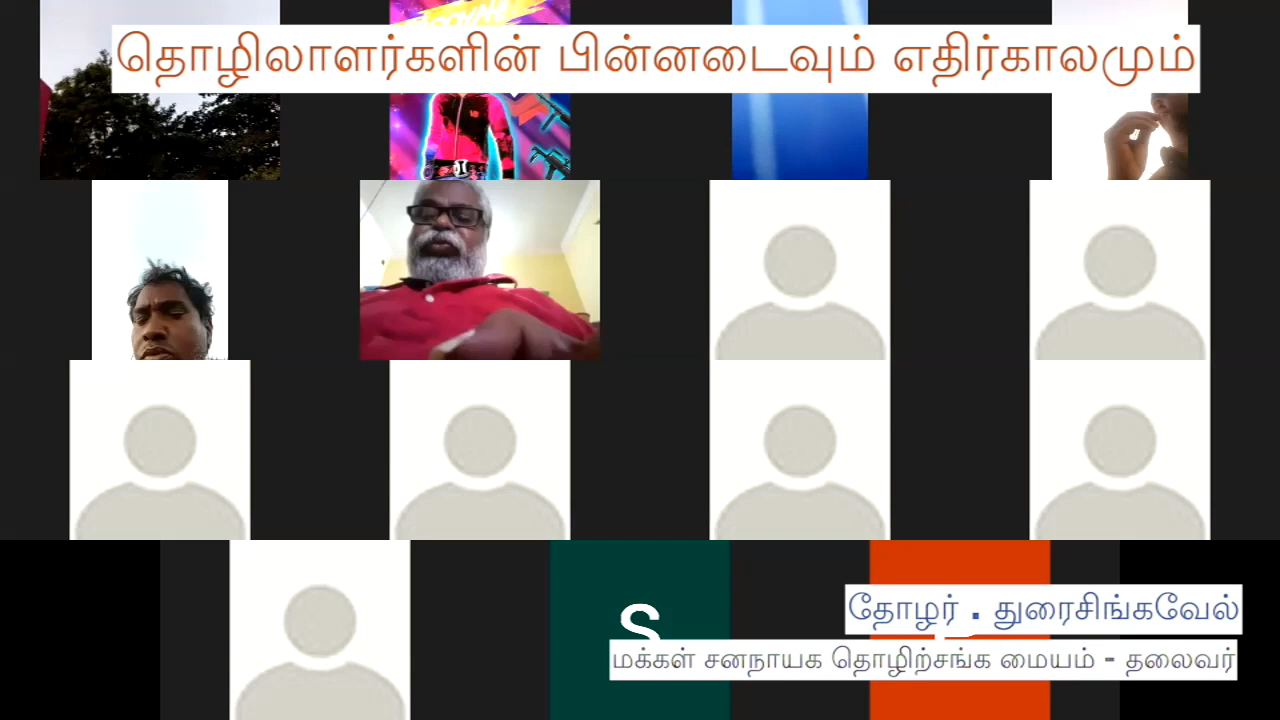 தொழிலாளர்களின் பின்னடைவும் எதிர்காலமும்
S
தோழர் . துரைசிங்கவேல்
மக்கள் சனநாயக தொழிற்சங்க மையம் - தலைவர்